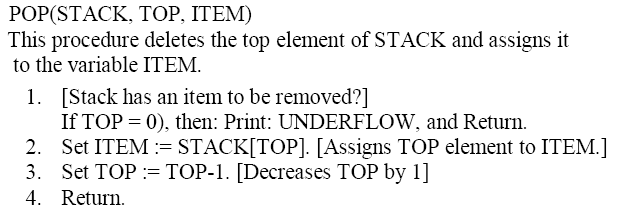 POP(STACK, TOP, ITEM)
This procedure deletes the top element of STACK and assigns it
to the variable ITEM.
1. [Stack has an item to be removed?]
If TOP = 0), then: Print: UNDERFLOW, and Return.
2. Set ITEM := STACK[TOP]. [Assigns TOP element to ITEM.]
3. Set TOP := TOP-1. [Decreases TOP by 1]
4. Return.